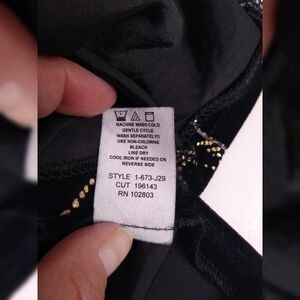 MACHINE WASH COLD
GENTLE CYCLE
WASH SEPARATELY!!
USE NON-CHLORINE
BLEACH
LINE DRY
COOL IRON IF NEEDED ON
REVERSE SIDE
STYLE 1-673-J29
CUT 196143
RN 102803